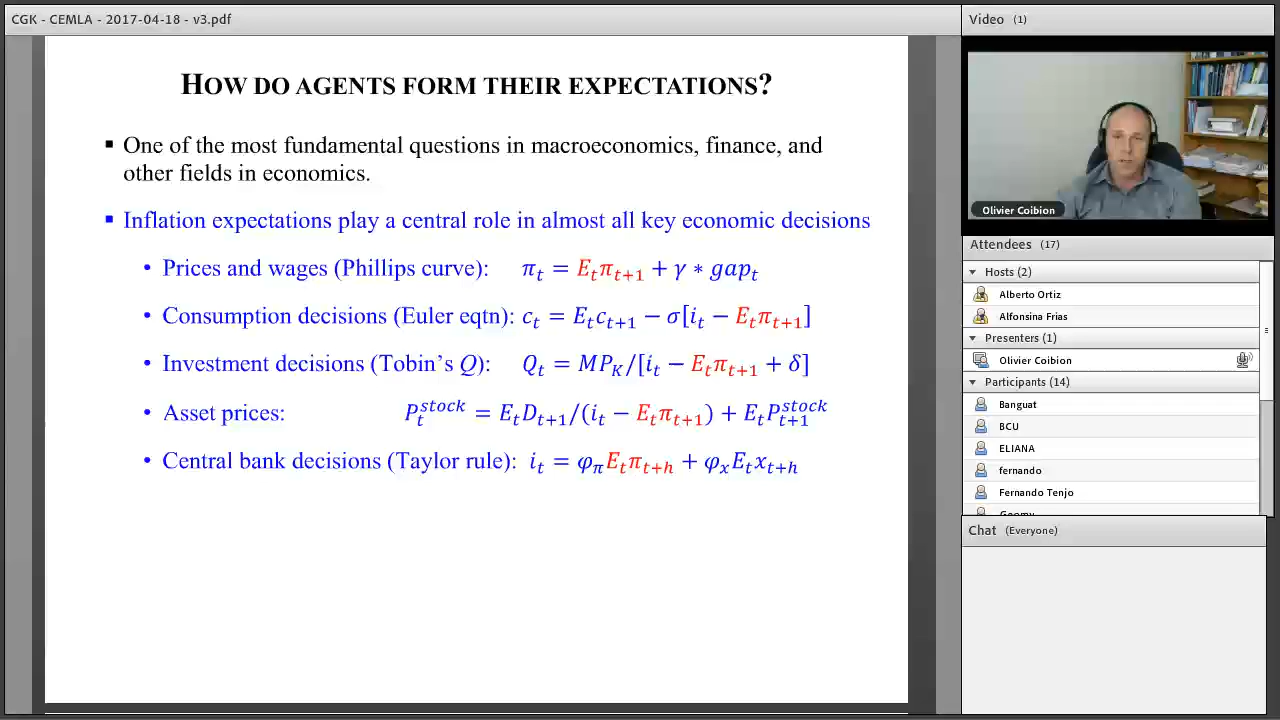 CGK - CEMLA - 2017-04-18 - v3.pdf
HOW DO AGENTS FORM THEIR EXPECTATIONS?
▪ One of the most fundamental questions in macroeconomics, finance, and
other fields in economics.
▪ Inflation expectations play a central role in almost all key economic decisions
• Prices and wages (Phillips curve): π_t = E_tπ_{t+1} + γ * gap_t
• Consumption decisions (Euler eqtn): c_t = E_tc_{t+1} − σ[i_t − E_tπ_{t+1}]
• Investment decisions (Tobin's Q): Q_t = MP_K/[i_t − E_tπ_{t+1} + δ]
• Asset prices: P_t^{stock} = E_tD_{t+1}/(i_t − E_tπ_{t+1}) + E_tP_{t+1}^{stock}
• Central bank decisions (Taylor rule): i_t = φ_πE_tπ_{t+h} + φ_xE_tx_{t+h}
Video (1)
Olivier Coibion
Attendees (17)
Hosts (2)
Alberto Ortiz
Alfonsina Frias
Presenters (1)
Olivier Coibion
Participants (14)
Banguat
BCU
ELIANA
fernando
Fernando Tenjo
Chat (Everyone)